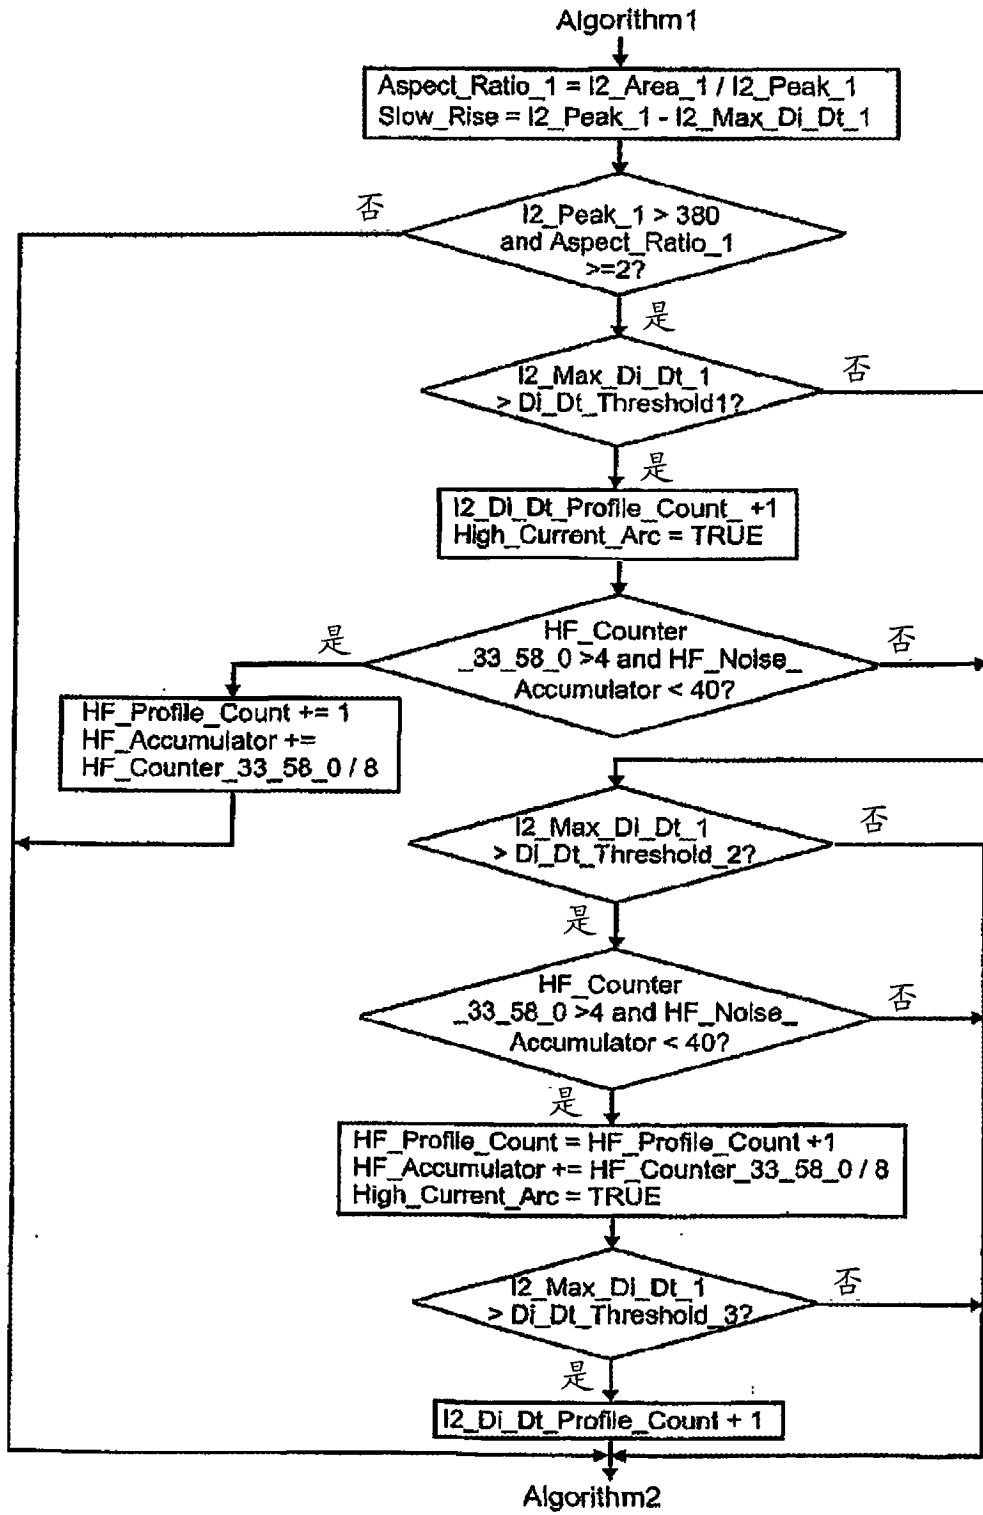 Algorithm1
Aspect_Ratio_1 = I2_Area_1 / I2_Peak_1
Slow_Rise = I2_Peak_1 - I2_Max_Di_Dt_1
否
I2_Peak_1 > 380
and Aspect_Ratio_1
>=2?
是
I2_Max_Di_Dt_1
> Di_Dt_Threshold1?
否
是
I2_Di_Dt_Profile_Count_ +1
High_Current_Arc = TRUE
是
HF_Counter
_33_58_0 >4 and HF_Noise_
Accumulator < 40?
否
HF_Profile_Count += 1
HF_Accumulator +=
HF_Counter_33_58_0 / 8
I2_Max_Di_Dt_1
> Di_Dt_Threshold_2?
否
是
HF_Counter
_33_58_0 >4 and HF_Noise_
Accumulator < 40?
否
是
HF_Profile_Count = HF_Profile_Count +1
HF_Accumulator += HF_Counter_33_58_0 / 8
High_Current_Arc = TRUE
I2_Max_Di_Dt_1
> Di_Dt_Threshold_3?
否
是
I2_Di_Dt_Profile_Count + 1
Algorithm2